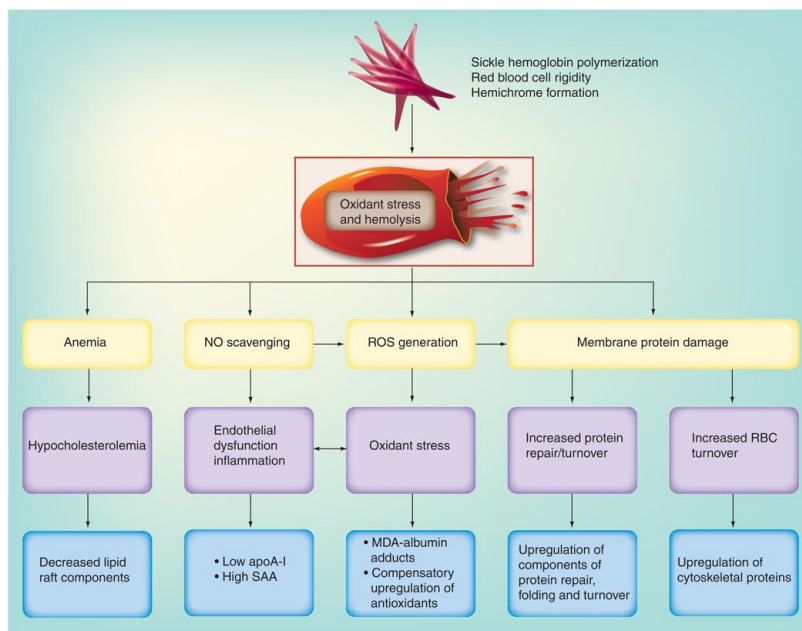 Sickle hemoglobin polymerization
Red blood cell rigidity
Hemichrome formation
Oxidant stress
and hemolysis
Anemia
NO scavenging
ROS generation
Membrane protein damage
Hypocholesterolemia
Endothelial
dysfunction
inflammation
Oxidant stress
Increased protein
repair/turnover
Increased RBC
turnover
Decreased lipid
raft components
• Low apoA-I
• High SAA
• MDA-albumin
adducts
• Compensatory
upregulation of
antioxidants
Upregulation of
components of
protein repair,
folding and turnover
Upregulation of
cytoskeletal proteins